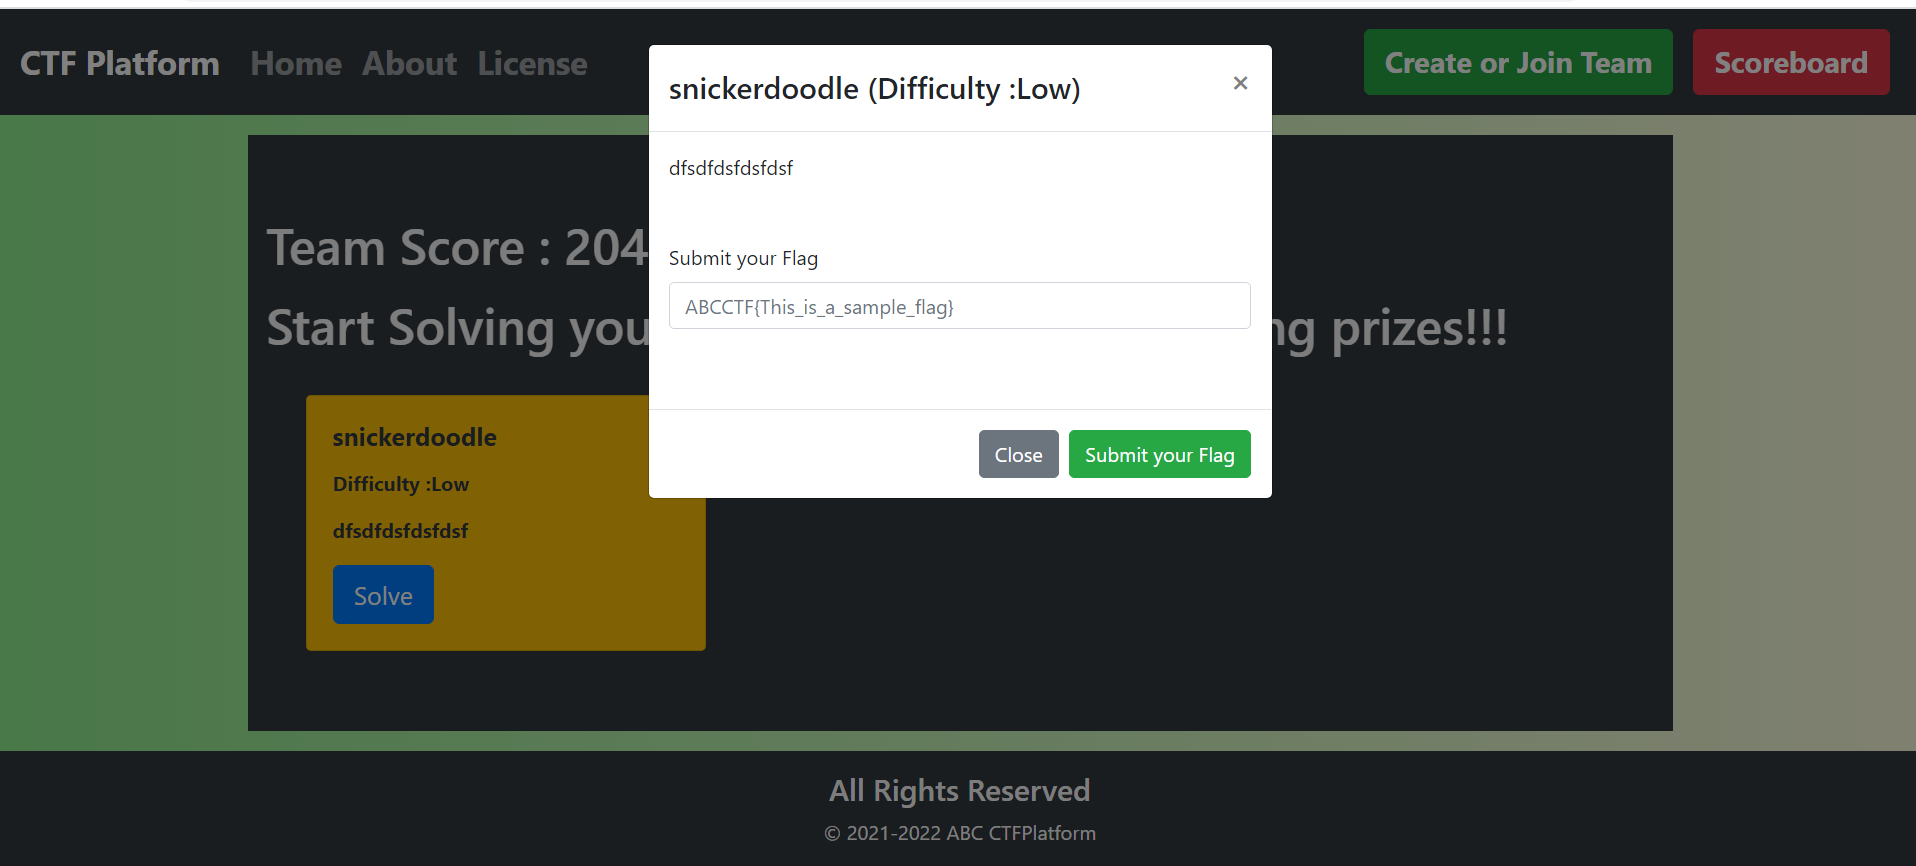 CTF Platform Home About License Create or Join Team Scoreboard
snickerdoodle (Difficulty :Low)
×
dfsdfdsfdsfdsf
Submit your Flag
ABCCTF{This_is_a_sample_flag}
Close Submit your Flag
Team Score : 204
Start Solving prizes!!!
snickerdoodle
Difficulty :Low
dfsdfdsfdsfdsf
Solve
All Rights Reserved
© 2021-2022 ABC CTFPlatform